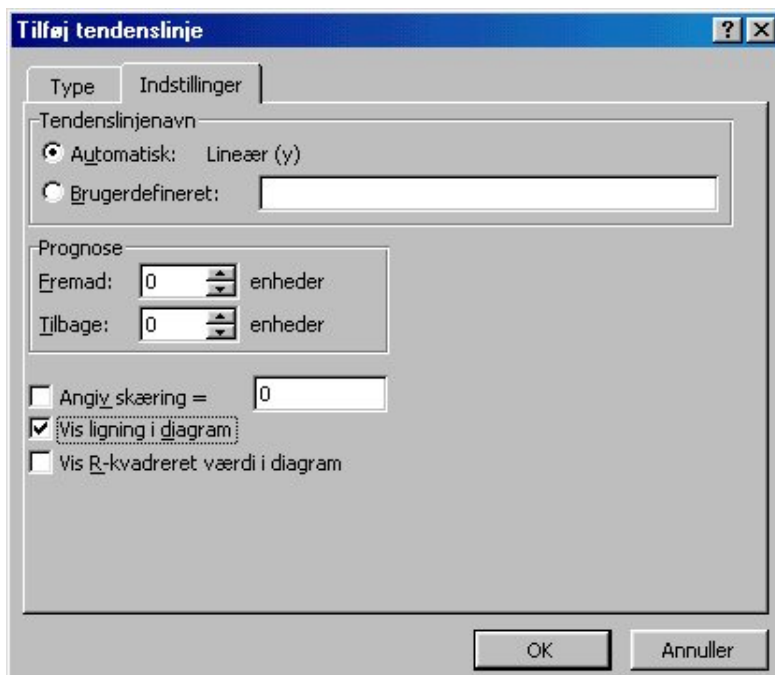 Tilføj tendenslinje
Type
Indstillinger
Tendenslinjenavn
Automatisk: Lineær (y)
Brugerdefineret:
Prognose
Fremad: 0 enheder
Tilbage: 0 enheder
Angiv skæring = 0
Vis ligning i diagram
Vis R-kvadreret værdi i diagram
OK
Annuller